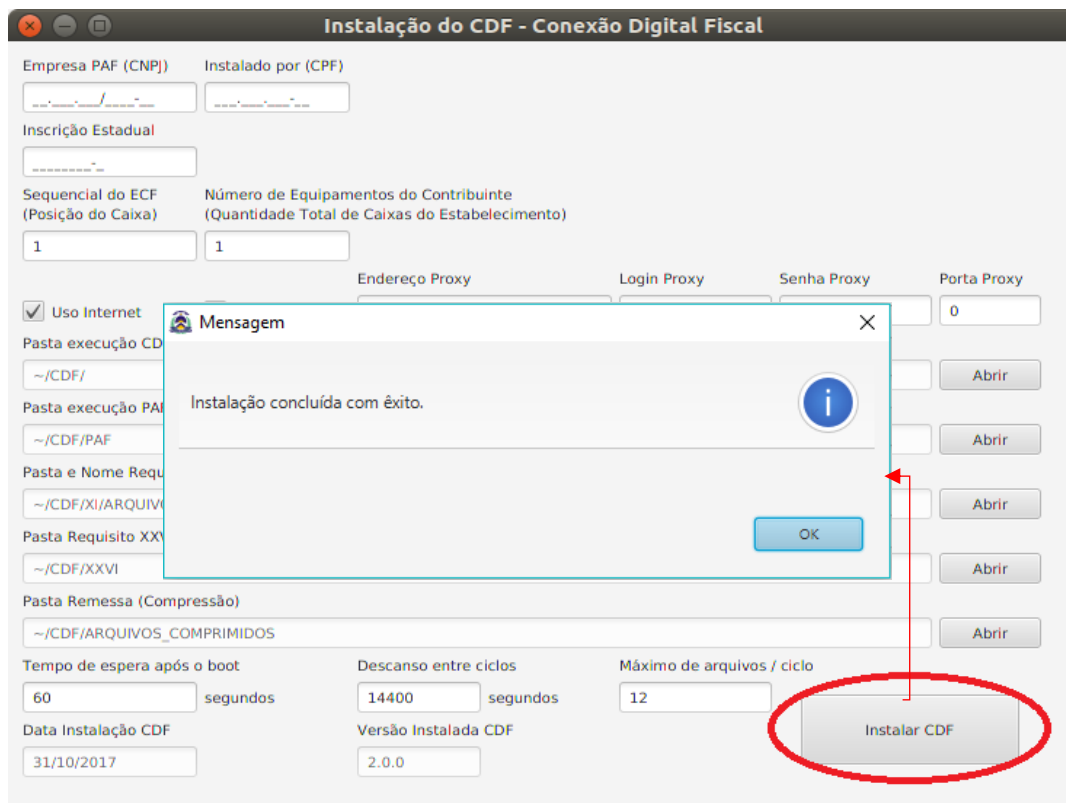 Instalação do CDF - Conexão Digital Fiscal
Empresa PAF (CNPJ) Instalado por (CPF)
__.___.___/____-__ ___.___.___-__
Inscrição Estadual
________-_
Sequencial do ECF Número de Equipamentos do Contribuinte
(Posição do Caixa) (Quantidade Total de Caixas do Estabelecimento)
1 1
Endereço Proxy Login Proxy Senha Proxy Porta Proxy
Uso Internet 0
Mensagem
Instalação concluída com êxito.
OK
Pasta execução CD
~/CDF/ Abrir
Pasta execução PAF
~/CDF/PAF Abrir
Pasta e Nome Requ
~/CDF/XI/ARQUIVO Abrir
Pasta Requisito XXV
~/CDF/XXVI Abrir
Pasta Remessa (Compressão)
~/CDF/ARQUIVOS_COMPRIMIDOS Abrir
Tempo de espera após o boot Descanso entre ciclos Máximo de arquivos / ciclo
60 segundos 14400 segundos 12
Instalar CDF
Data Instalação CDF Versão Instalada CDF
31/10/2017 2.0.0